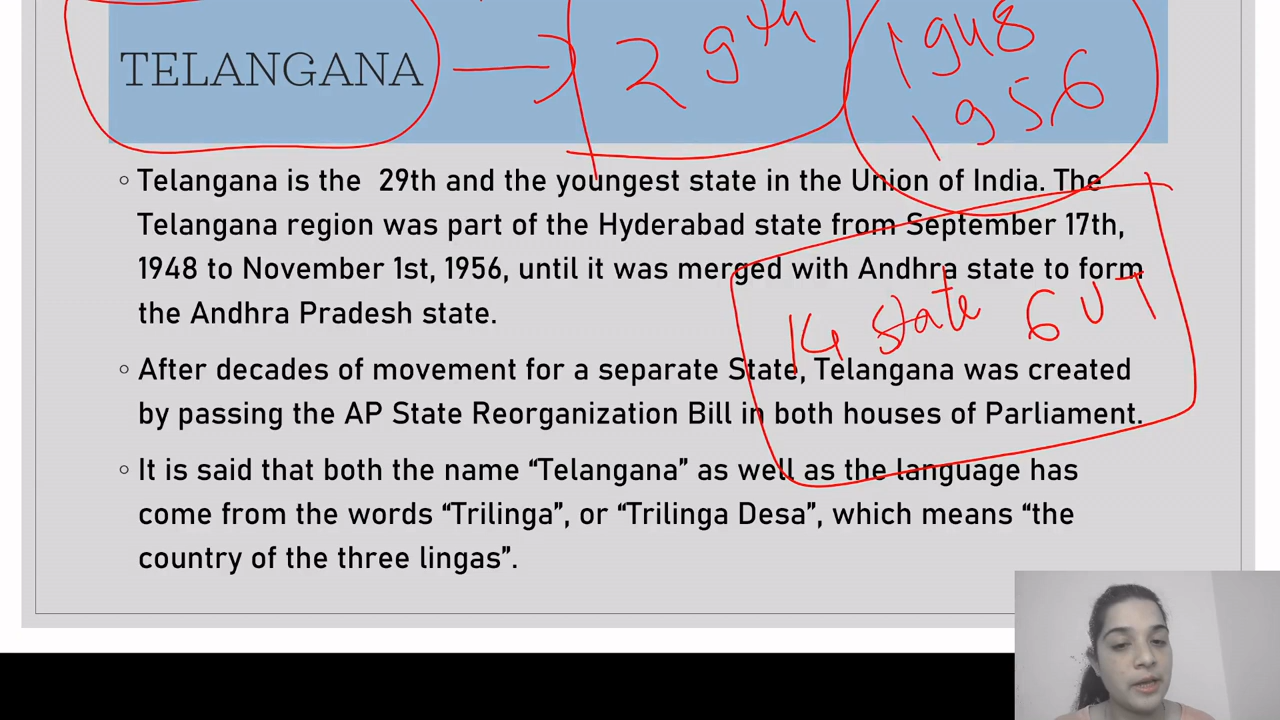 TELANGANA
29th
1948
1956
◦ Telangana is the 29th and the youngest state in the Union of India. The
Telangana region was part of the Hyderabad state from September 17th,
1948 to November 1st, 1956, until it was merged with Andhra state to form
the Andhra Pradesh state.
14 state 6 UT
◦ After decades of movement for a separate State, Telangana was created
by passing the AP State Reorganization Bill in both houses of Parliament.
◦ It is said that both the name “Telangana” as well as the language has
come from the words “Trilinga”, or “Trilinga Desa”, which means “the
country of the three lingas”.